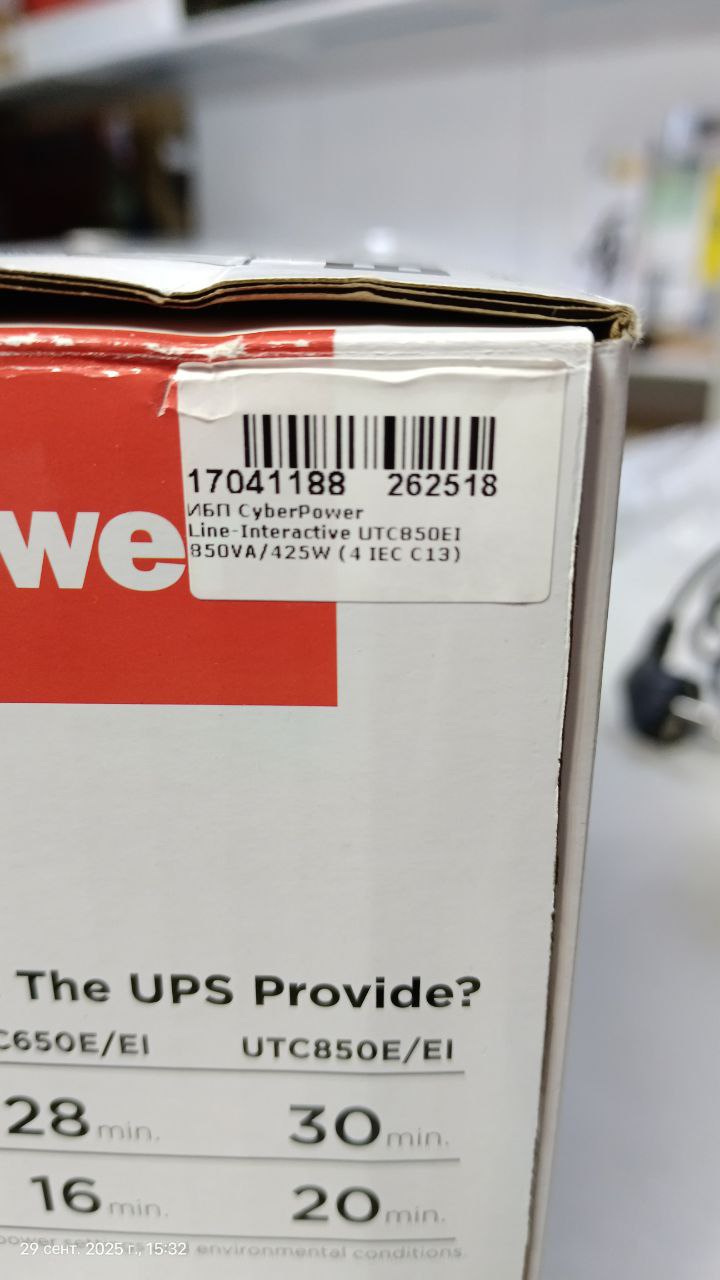 we
17041188 262518
ИБП CyberPower
Line-Interactive UTC850EI
850VA/425W (4 IEC C13)
The UPS Provide?
C650E/EI UTC850E/EI
28 min. 30 min.
16 min. 20 min.
power environmental conditions.
29 сент. 2025 г., 15:32